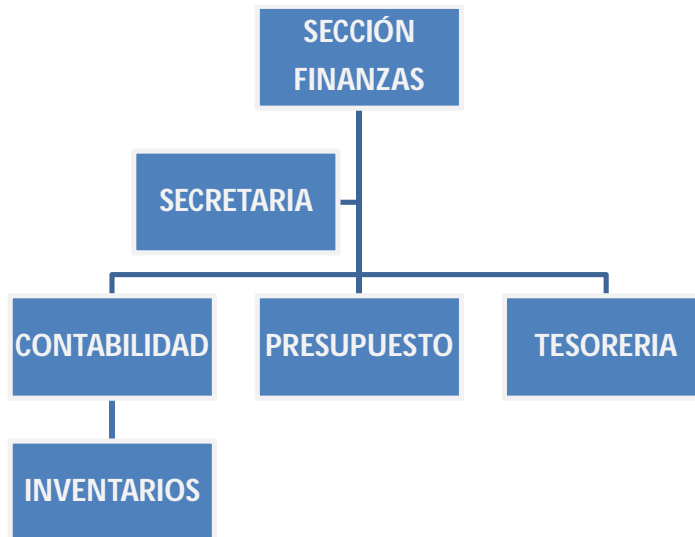 SECCIÓN
FINANZAS
SECRETARIA
CONTABILIDAD
PRESUPUESTO
TESORERIA
INVENTARIOS